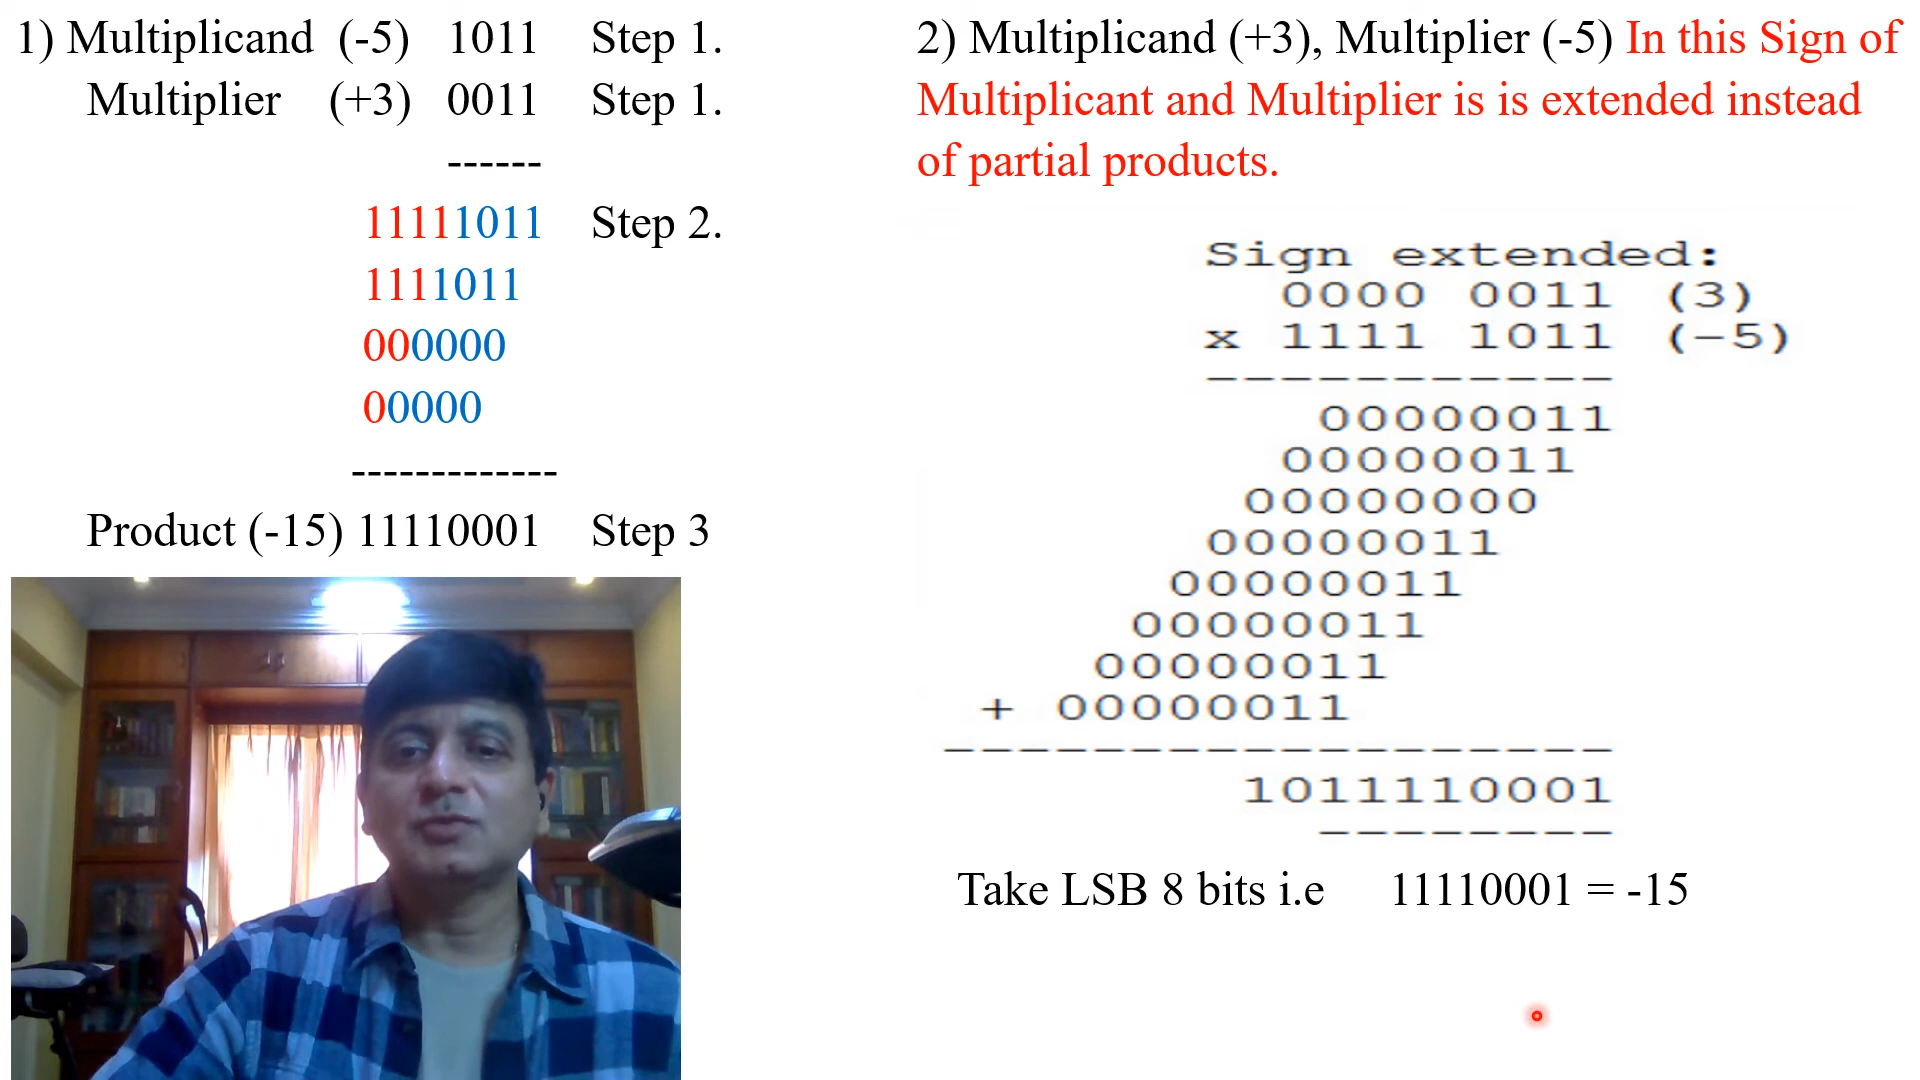 1) Multiplicand (-5) 1011 Step 1.
Multiplier (+3) 0011 Step 1.
------
11111011 Step 2.
1111011
000000
00000
-------------
Product (-15) 11110001 Step 3
2) Multiplicand (+3), Multiplier (-5) In this Sign of
Multiplicant and Multiplier is is extended instead
of partial products.
Sign extended:
0000 0011 (3)
x 1111 1011 (-5)
-----------
00000011
00000011
00000000
00000011
00000011
00000011
00000011
+ 00000011
------------------
1011110001
--------
Take LSB 8 bits i.e 11110001 = -15